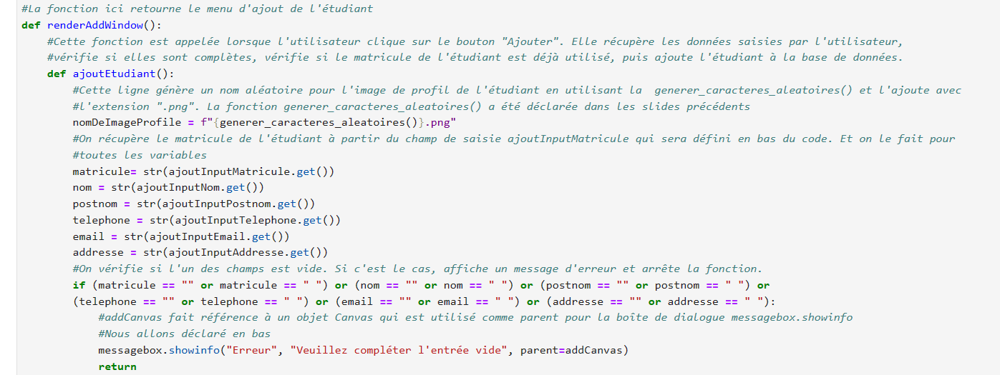 #La fonction ici retourne le menu d'ajout de l'étudiant
def renderAddWindow():
    #Cette fonction est appelée lorsque l'utilisateur clique sur le bouton "Ajouter". Elle récupère les données saisies par l'utilisateur,
    #vérifie si elles sont complètes, vérifie si le matricule de l'étudiant est déjà utilisé, puis ajoute l'étudiant à la base de données.
    def ajoutEtudiant():
        #Cette ligne génère un nom aléatoire pour l'image de profil de l'étudiant en utilisant la  generer_caracteres_aleatoires() et l'ajoute avec
        #l'extension ".png". La fonction generer_caracteres_aleatoires() a été déclarée dans les slides précédents
        nomDeImageProfile = f"{generer_caracteres_aleatoires()}.png"
        #On récupère le matricule de l'étudiant à partir du champ de saisie ajoutInputMatricule qui sera défini en bas du code. Et on le fait pour
        #toutes les variables
        matricule= str(ajoutInputMatricule.get())
        nom = str(ajoutInputNom.get())
        postnom = str(ajoutInputPostnom.get())
        telephone = str(ajoutInputTelephone.get())
        email = str(ajoutInputEmail.get())
        addresse = str(ajoutInputAddresse.get())
        #On vérifie si l'un des champs est vide. Si c'est le cas, affiche un message d'erreur et arrête la fonction.
        if (matricule == "" or matricule == " ") or (nom == "" or nom == " ") or (postnom == "" or postnom == " ") or
        (telephone == "" or telephone == " ") or (email == "" or email == " ") or (addresse == "" or addresse == " "):
            #addCanvas fait référence à un objet Canvas qui est utilisé comme parent pour la boîte de dialogue messagebox.showinfo
            #Nous allons déclaré en bas
            messagebox.showinfo("Erreur", "Veuillez compléter l'entrée vide", parent=addCanvas)
            return